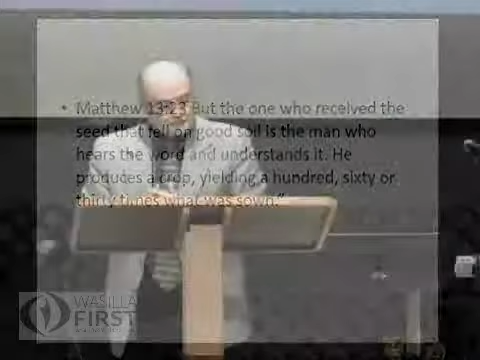 • Matthew 13:23 But the one who received the
seed that fell on good soil is the man who
hears the word and understands it. He
produces a crop, yielding a hundred, sixty or
thirty times what was sown."
WASILLA
FIRST